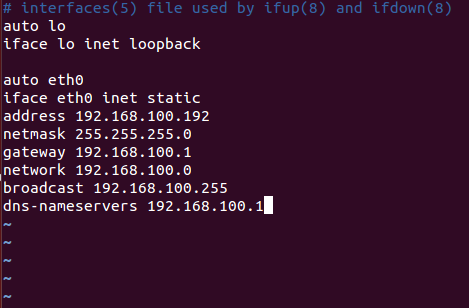 # interfaces(5) file used by ifup(8) and ifdown(8)
auto lo
iface lo inet loopback

auto eth0
iface eth0 inet static
address 192.168.100.192
netmask 255.255.255.0
gateway 192.168.100.1
network 192.168.100.0
broadcast 192.168.100.255
dns-nameservers 192.168.100.1
~
~
~
~
~